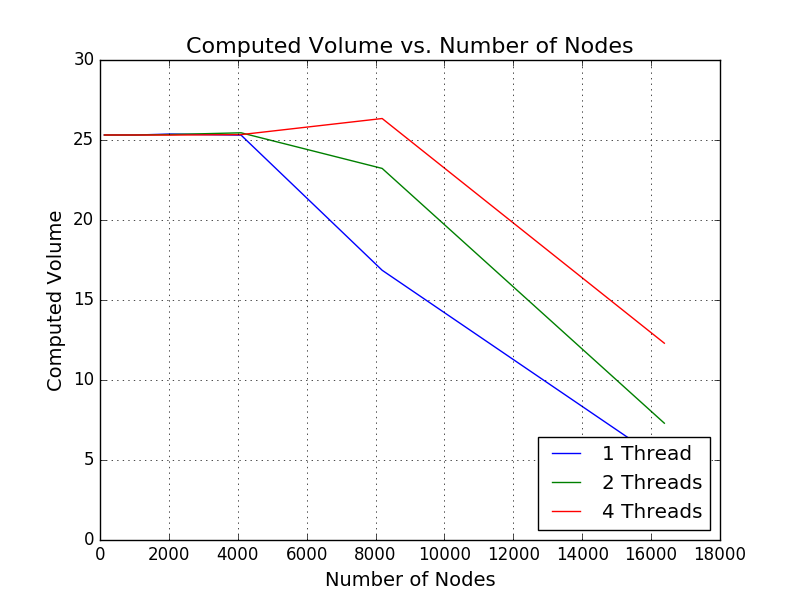 Computed Volume vs. Number of Nodes
30
25
20
15
10
5
0
Computed Volume
1 Thread
2 Threads
4 Threads
0 2000 4000 6000 8000 10000 12000 14000 16000 18000
Number of Nodes